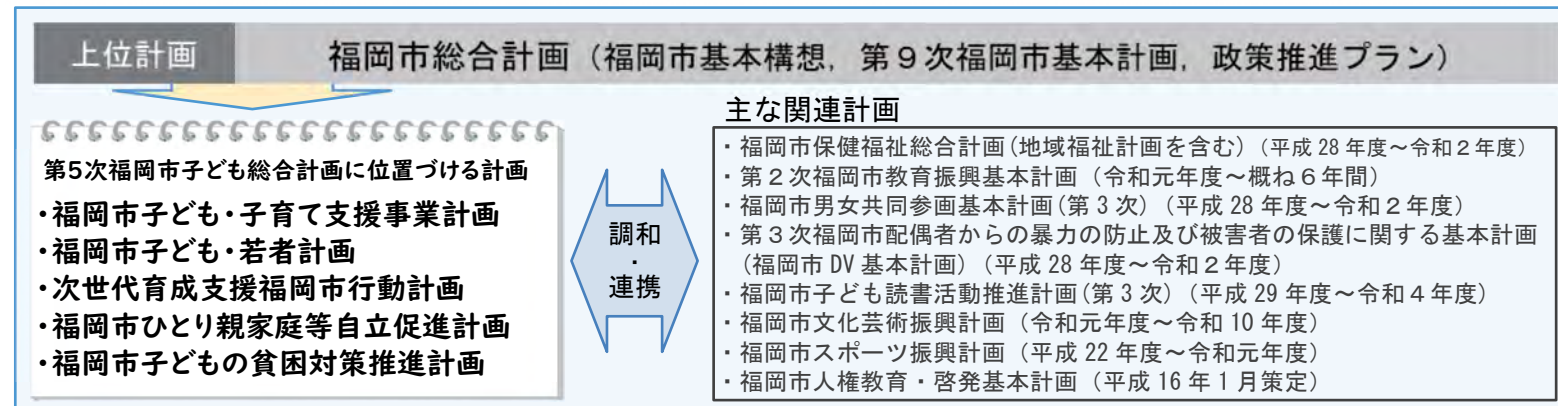 上位計画
福岡市総合計画（福岡市基本構想，第９次福岡市基本計画，政策推進プラン）
第5次福岡市子ども総合計画に位置づける計画
・福岡市子ども・子育て支援事業計画
・福岡市子ども・若者計画
・次世代育成支援福岡市行動計画
・福岡市ひとり親家庭等自立促進計画
・福岡市子どもの貧困対策推進計画
調和
・
連携
主な関連計画
・福岡市保健福祉総合計画(地域福祉計画を含む)（平成 28 年度～令和２年度）
・第２次福岡市教育振興基本計画（令和元年度～概ね６年間）
・福岡市男女共同参画基本計画(第 3 次)（平成 28 年度～令和２年度）
・第３次福岡市配偶者からの暴力の防止及び被害者の保護に関する基本計画
（福岡市 DV 基本計画）（平成 28 年度～令和２年度）
・福岡市子ども読書活動推進計画(第 3 次)（平成 29 年度～令和４年度）
・福岡市文化芸術振興計画（令和元年度～令和 10 年度）
・福岡市スポーツ振興計画（平成 22 年度～令和元年度）
・福岡市人権教育・啓発基本計画（平成 16 年 1 月策定）